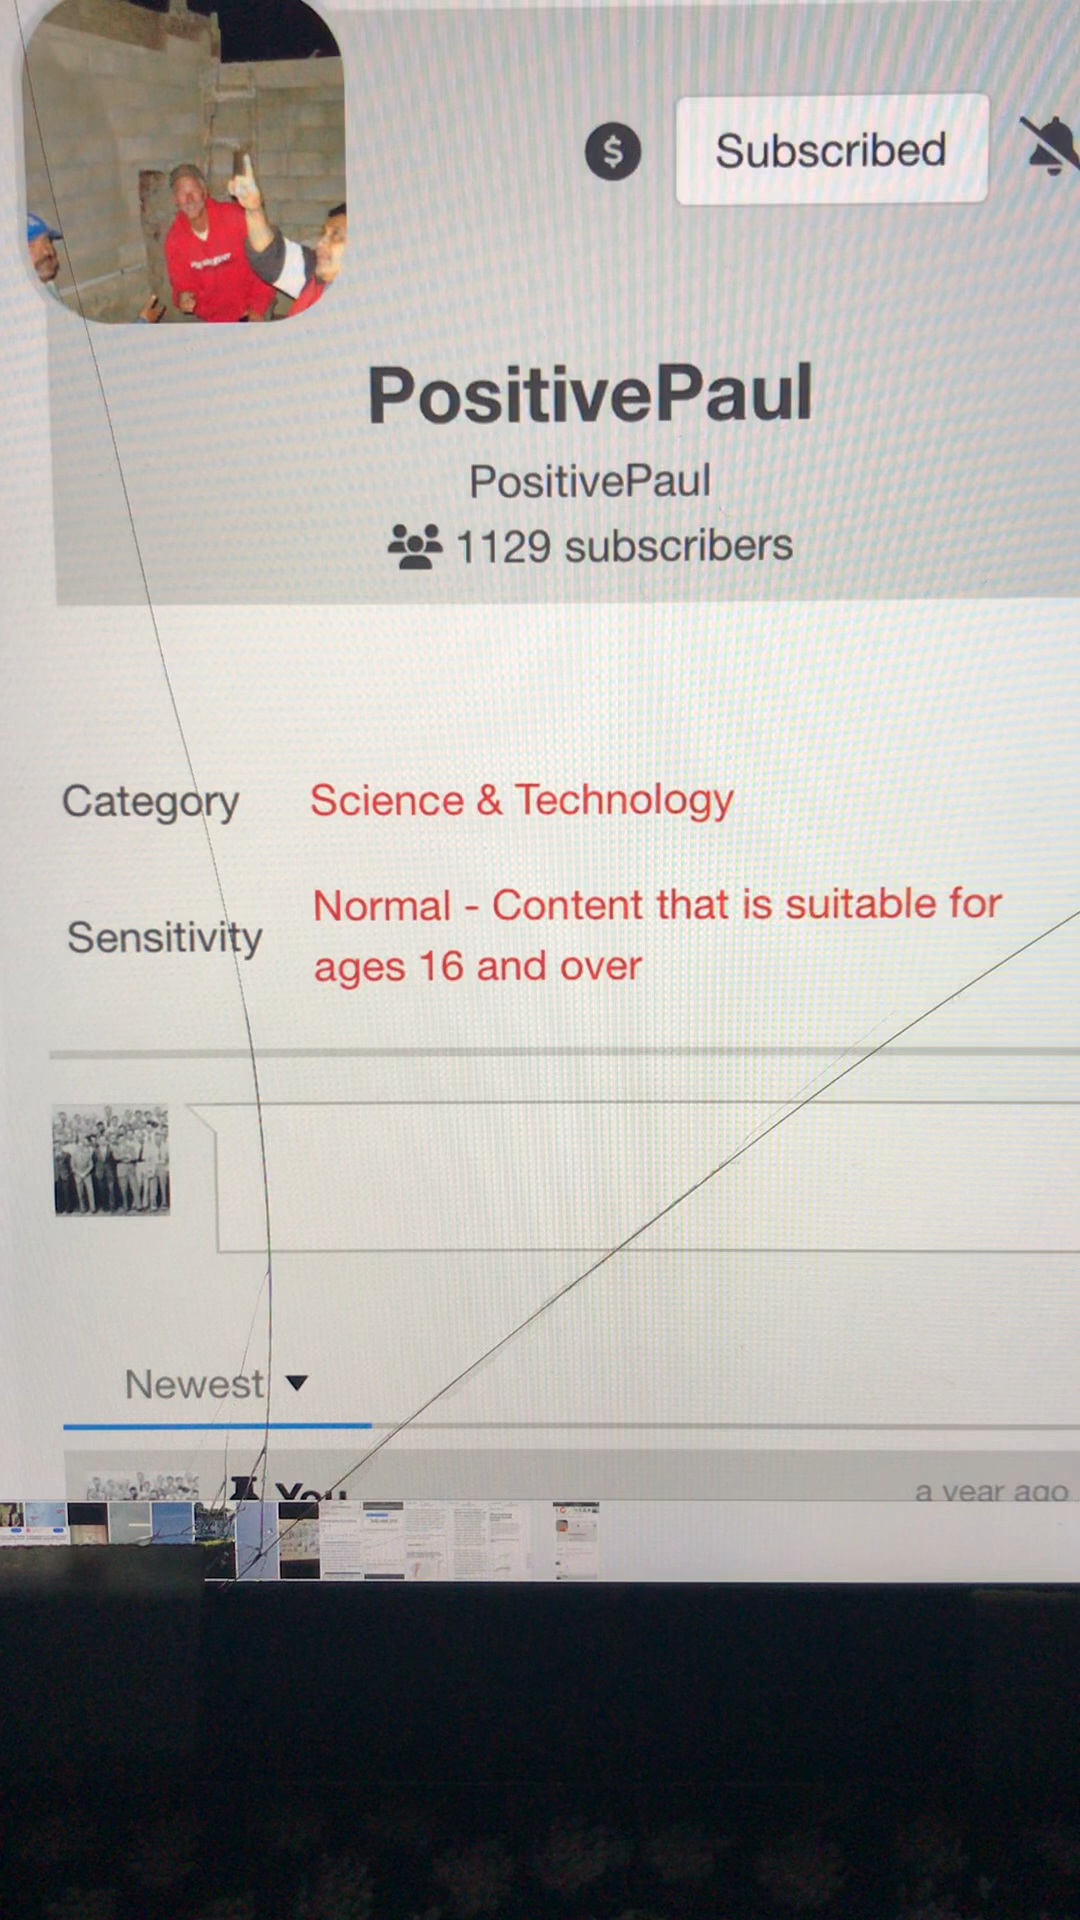 Subscribed
PositivePaul
PositivePaul
1129 subscribers
Category
Science & Technology
Sensitivity
Normal - Content that is suitable for
ages 16 and over
Newest
You
a year ago